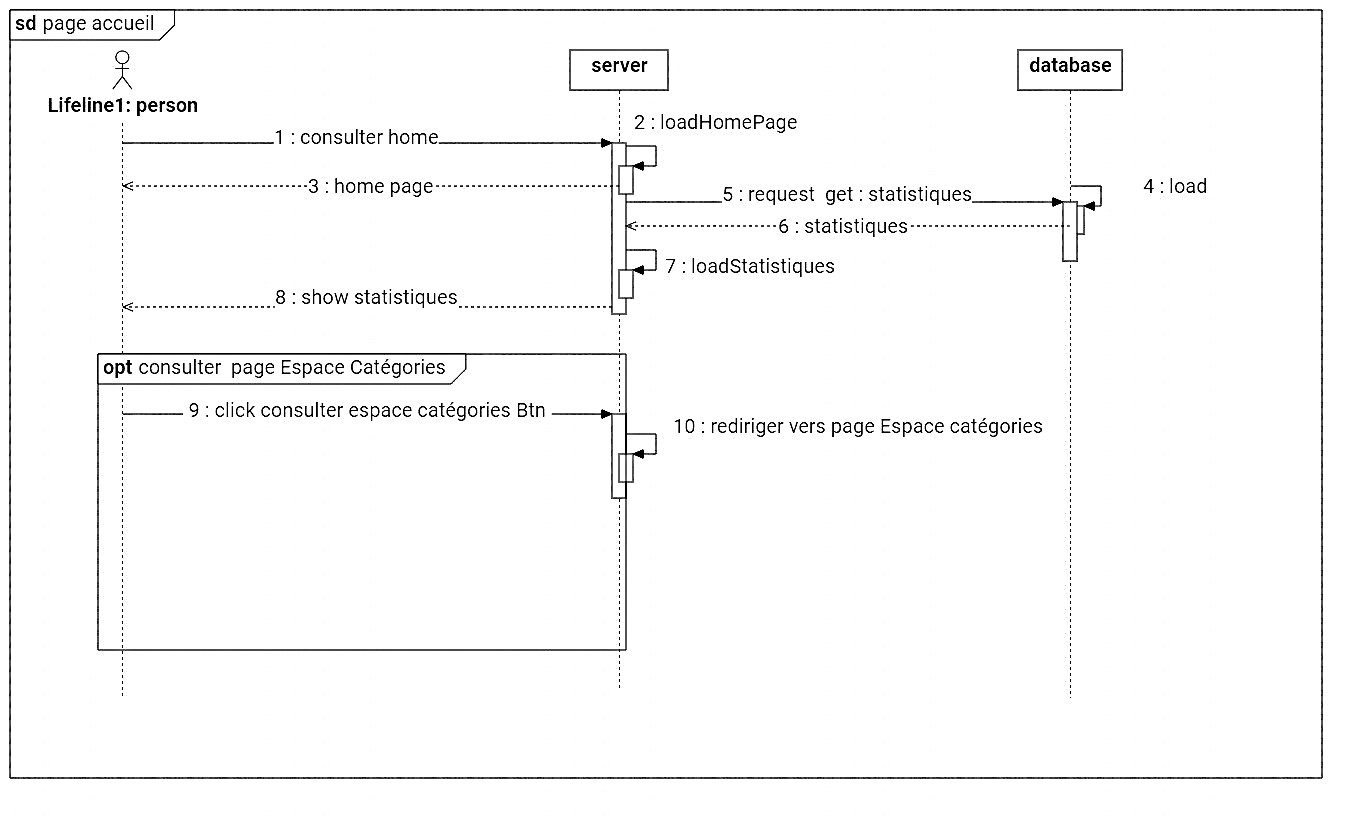 sd page accueil
server
database
Lifeline1: person
2 : loadHomePage
1 : consulter home
3 : home page
4 : load
5 : request  get : statistiques
6 : statistiques
7 : loadStatistiques
8 : show statistiques
opt consulter  page Espace Catégories
9 : click consulter espace catégories Btn
10 : rediriger vers page Espace catégories